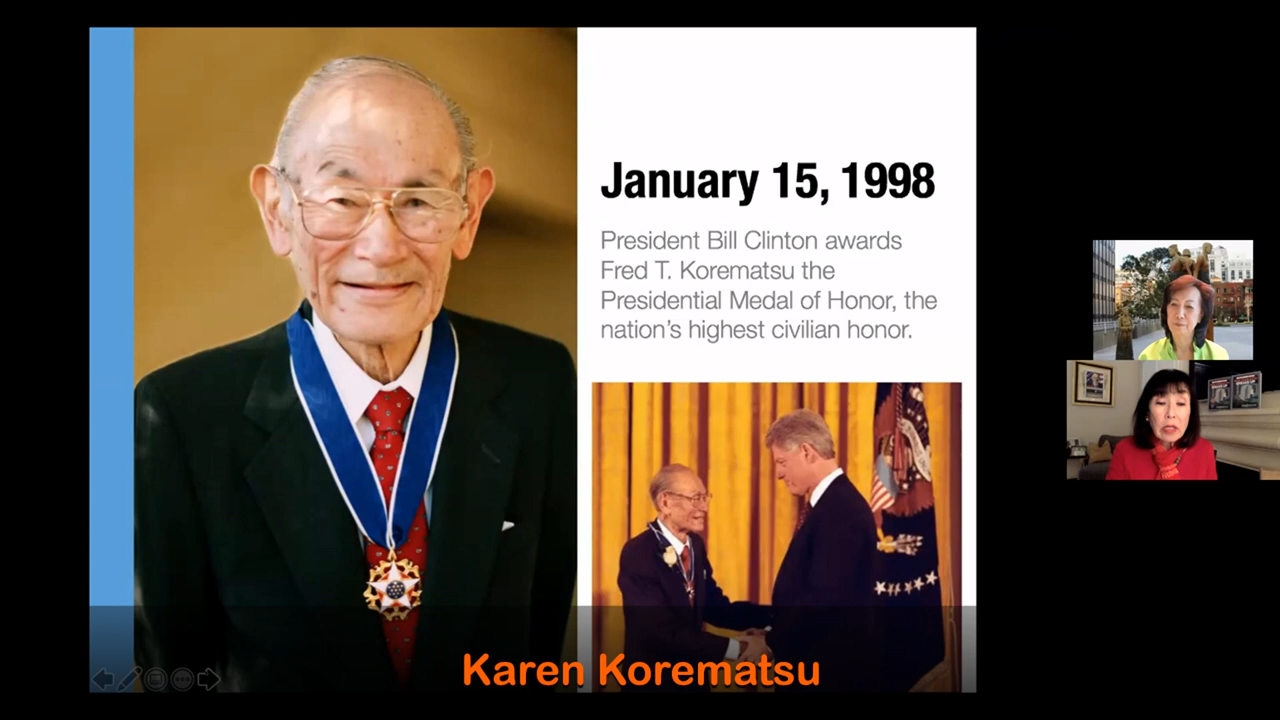 January 15, 1998
President Bill Clinton awards
Fred T. Korematsu the
Presidential Medal of Honor, the
nation's highest civilian honor.
Karen Korematsu